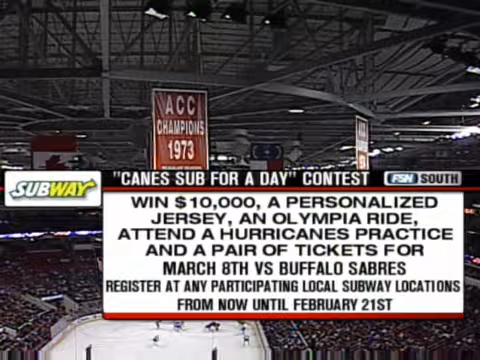 ACC
CHAMPIONS
1973
"CANES SUB FOR A DAY" CONTEST
FSN SOUTH
SUBWAY
WIN $10,000, A PERSONALIZED
JERSEY, AN OLYMPIA RIDE,
ATTEND A HURRICANES PRACTICE
AND A PAIR OF TICKETS FOR
MARCH 8TH VS BUFFALO SABRES
REGISTER AT ANY PARTICIPATING LOCAL SUBWAY LOCATIONS
FROM NOW UNTIL FEBRUARY 21ST